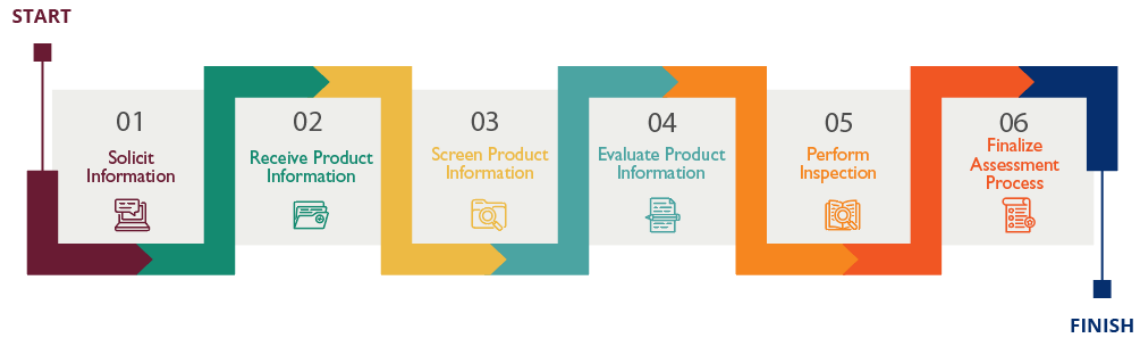 START
01
Solicit
Information
02
Receive Product
Information
03
Screen Product
Information
04
Evaluate Product
Information
05
Perform
Inspection
06
Finalize
Assessment
Process
FINISH